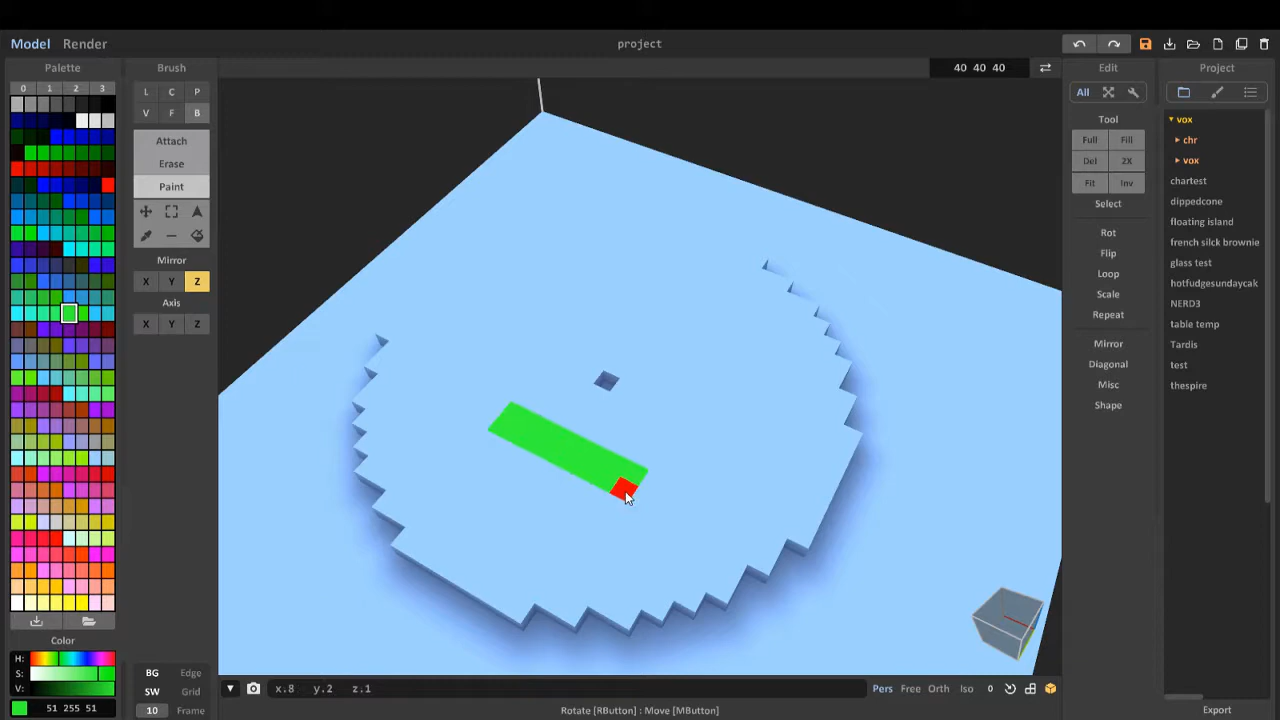 Model Render
project
Palette
Brush
40 40 40
Edit
Project
0 1 2 3
L C P
V F B
All
vox
chr
vox
Attach
Erase
Paint
Tool
Full Fill
Del 2X
Fit Inv
Select
chartest
dippedcone
floating island
french silck brownie
glass test
hotfudgesundaycak
NERD3
table temp
Tardis
test
thespire
Mirror
X Y Z
Axis
X Y Z
Rot
Flip
Loop
Scale
Repeat
Mirror
Diagonal
Misc
Shape
Color
H:
S:
V:
51 255 51
BG Edge
SW Grid
10 Frame
x.8 y.2 z.1
Pers Free Orth Iso 0
Rotate [RButton] : Move [MButton]
Export